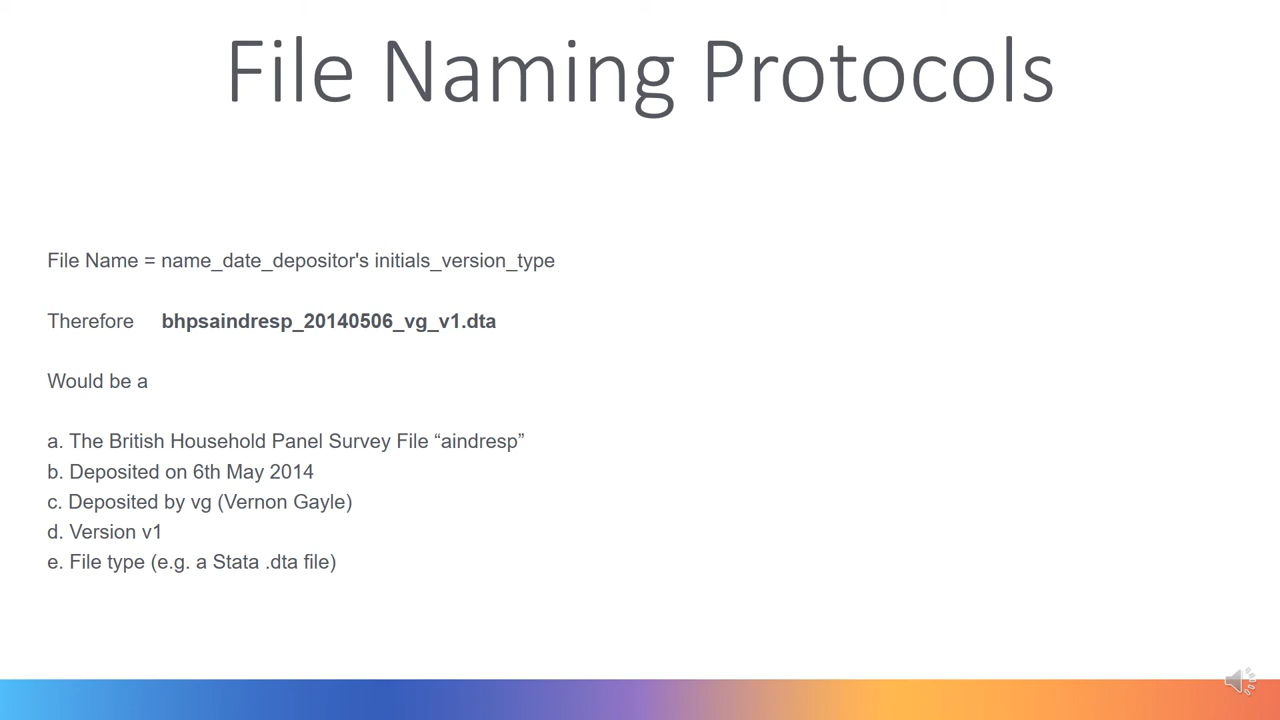 File Naming Protocols
File Name = name_date_depositor's initials_version_type
Therefore bhpsaindresp_20140506_vg_v1.dta
Would be a
a. The British Household Panel Survey File “aindresp”
b. Deposited on 6th May 2014
c. Deposited by vg (Vernon Gayle)
d. Version v1
e. File type (e.g. a Stata .dta file)